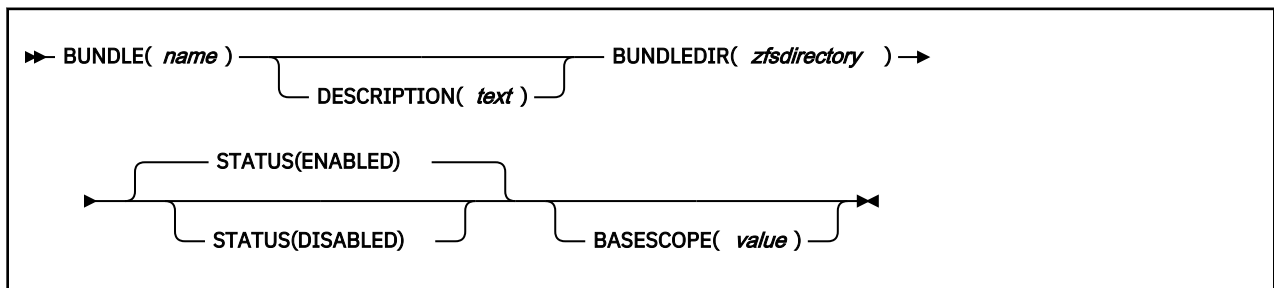 BUNDLE( name ) BUNDLEDIR( zfsdirectory )
DESCRIPTION( text )
STATUS(ENABLED)
STATUS(DISABLED) BASESCOPE( value )